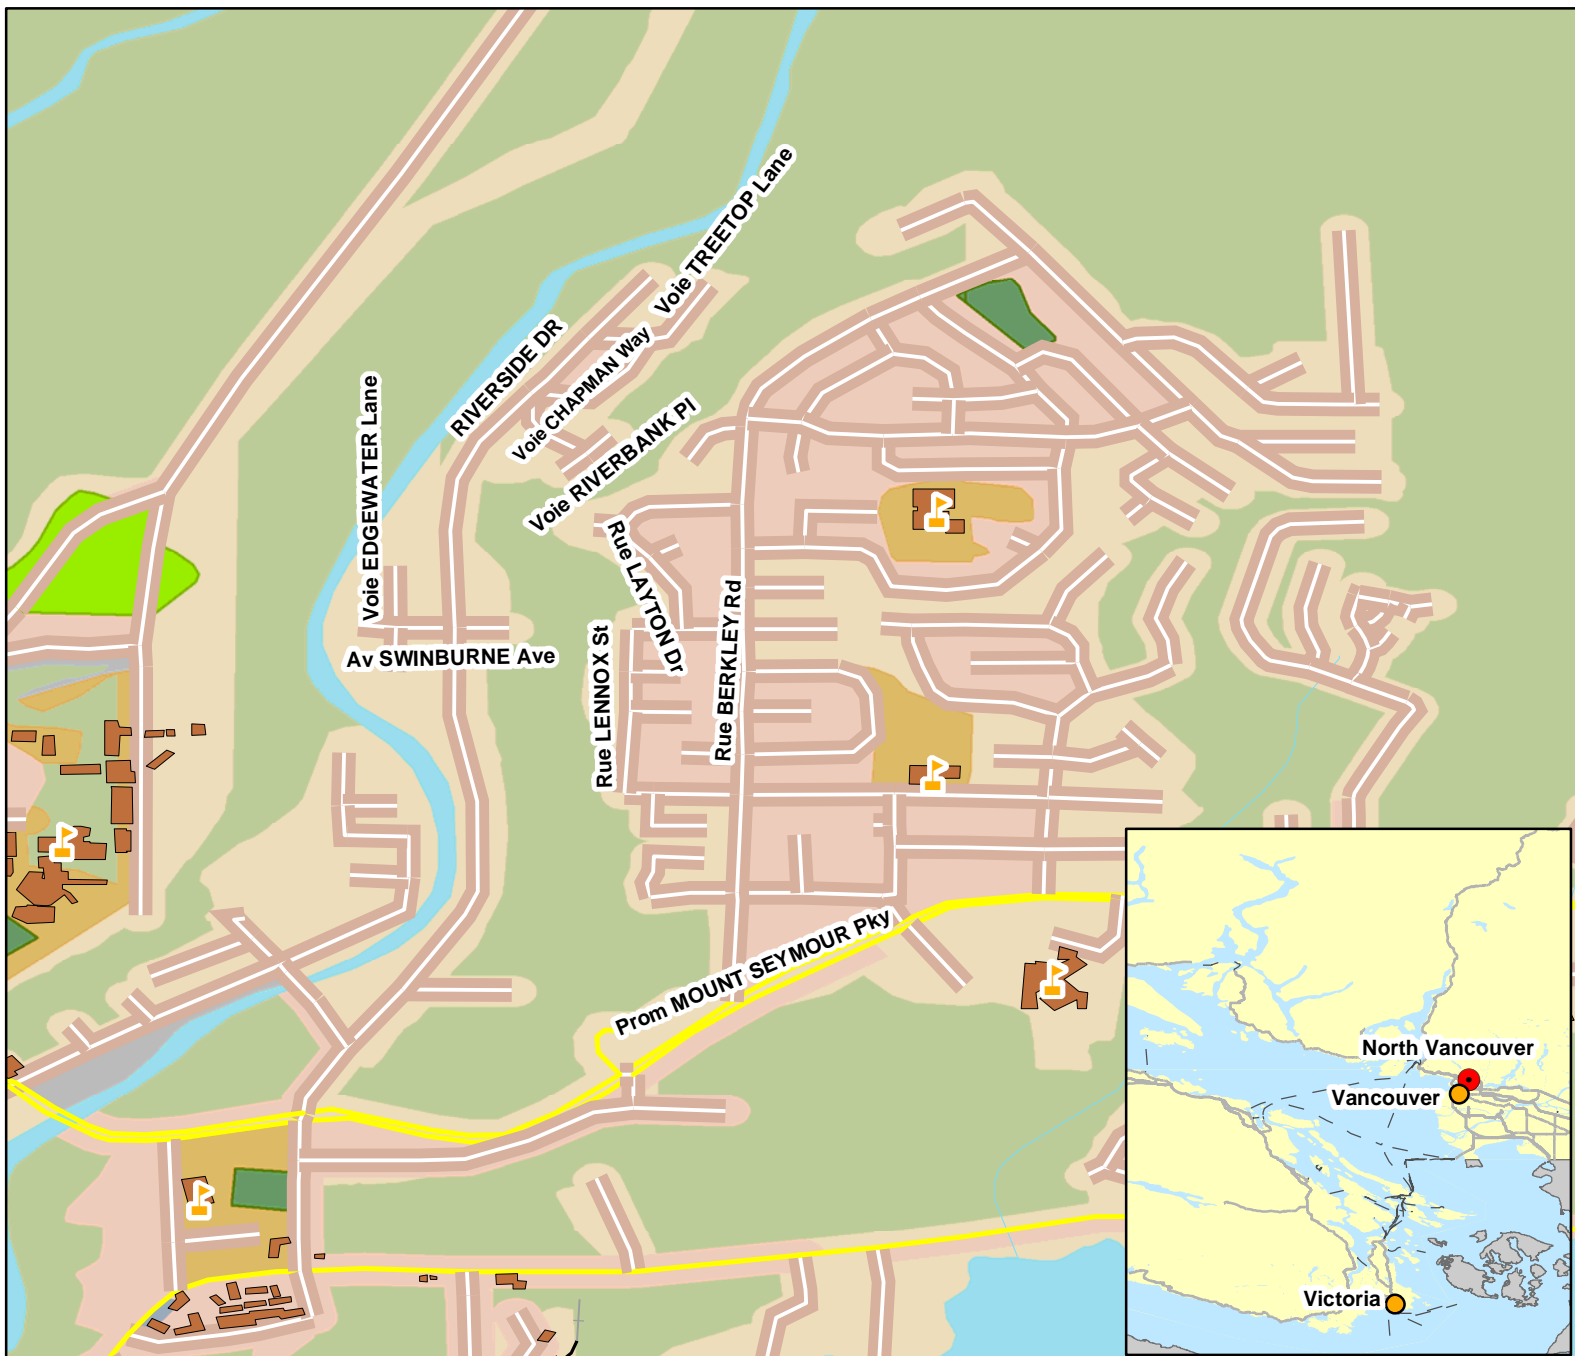 Voie TREETOP Lane
RIVERSIDE DR
Voie CHAPMAN Way
Voie EDGEWATER Lane
Voie RIVERBANK Pl
Rue LAYTON Dr
Rue BERKLEY Rd
Rue LENNOX St
Av SWINBURNE Ave
Prom MOUNT SEYMOUR Pky
North Vancouver
Vancouver
Victoria